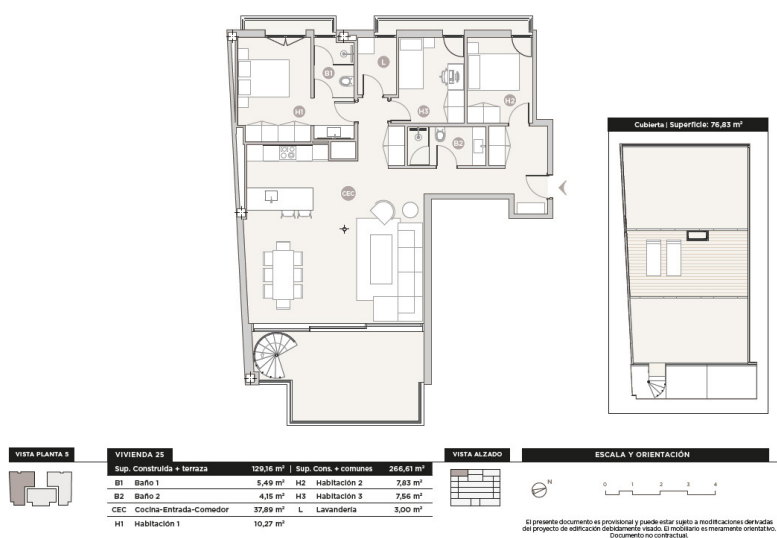 B1
L
H1
H3
H2
B2
CEC
Cubierta | Superficie: 76,83 m²
VISTA PLANTA 5
VIVIENDA 25
Sup. Construida + terraza 129,16 m² | Sup. Cons. + comunes 266,61 m²
B1 Baño 1 5,49 m² H2 Habitación 2 7,83 m²
B2 Baño 2 4,15 m² H3 Habitación 3 7,56 m²
CEC Cocina-Entrada-Comedor 37,89 m² L Lavandería 3,00 m²
H1 Habitación 1 10,27 m²
VISTA ALZADO
ESCALA Y ORIENTACIÓN
N
0 1 2 3 4
El presente documento es provisional y puede estar sujeto a modificaciones derivadas
del proyecto de edificación debidamente visado. El mobiliario es meramente orientativo.
Documento no contractual.